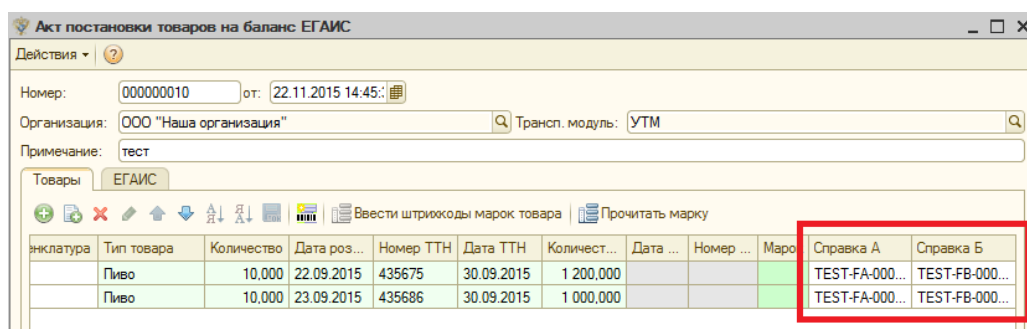 Акт постановки товаров на баланс ЕГАИС
Действия
Номер: 000000010 от: 22.11.2015 14:45:
Организация: ООО "Наша организация" Трансп. модуль: УТМ
Примечание: тест
Товары ЕГАИС
Ввести штрихкоды марок товара Прочитать марку
енклатура Тип товара Количество Дата роз... Номер ТТН Дата ТТН Количест... Дата ... Номер ... Маро Справка А Справка Б
Пиво 10,000 22.09.2015 435675 30.09.2015 1 200,000 TEST-FA-000... TEST-FB-000...
Пиво 10,000 23.09.2015 435686 30.09.2015 1 000,000 TEST-FA-000... TEST-FB-000...